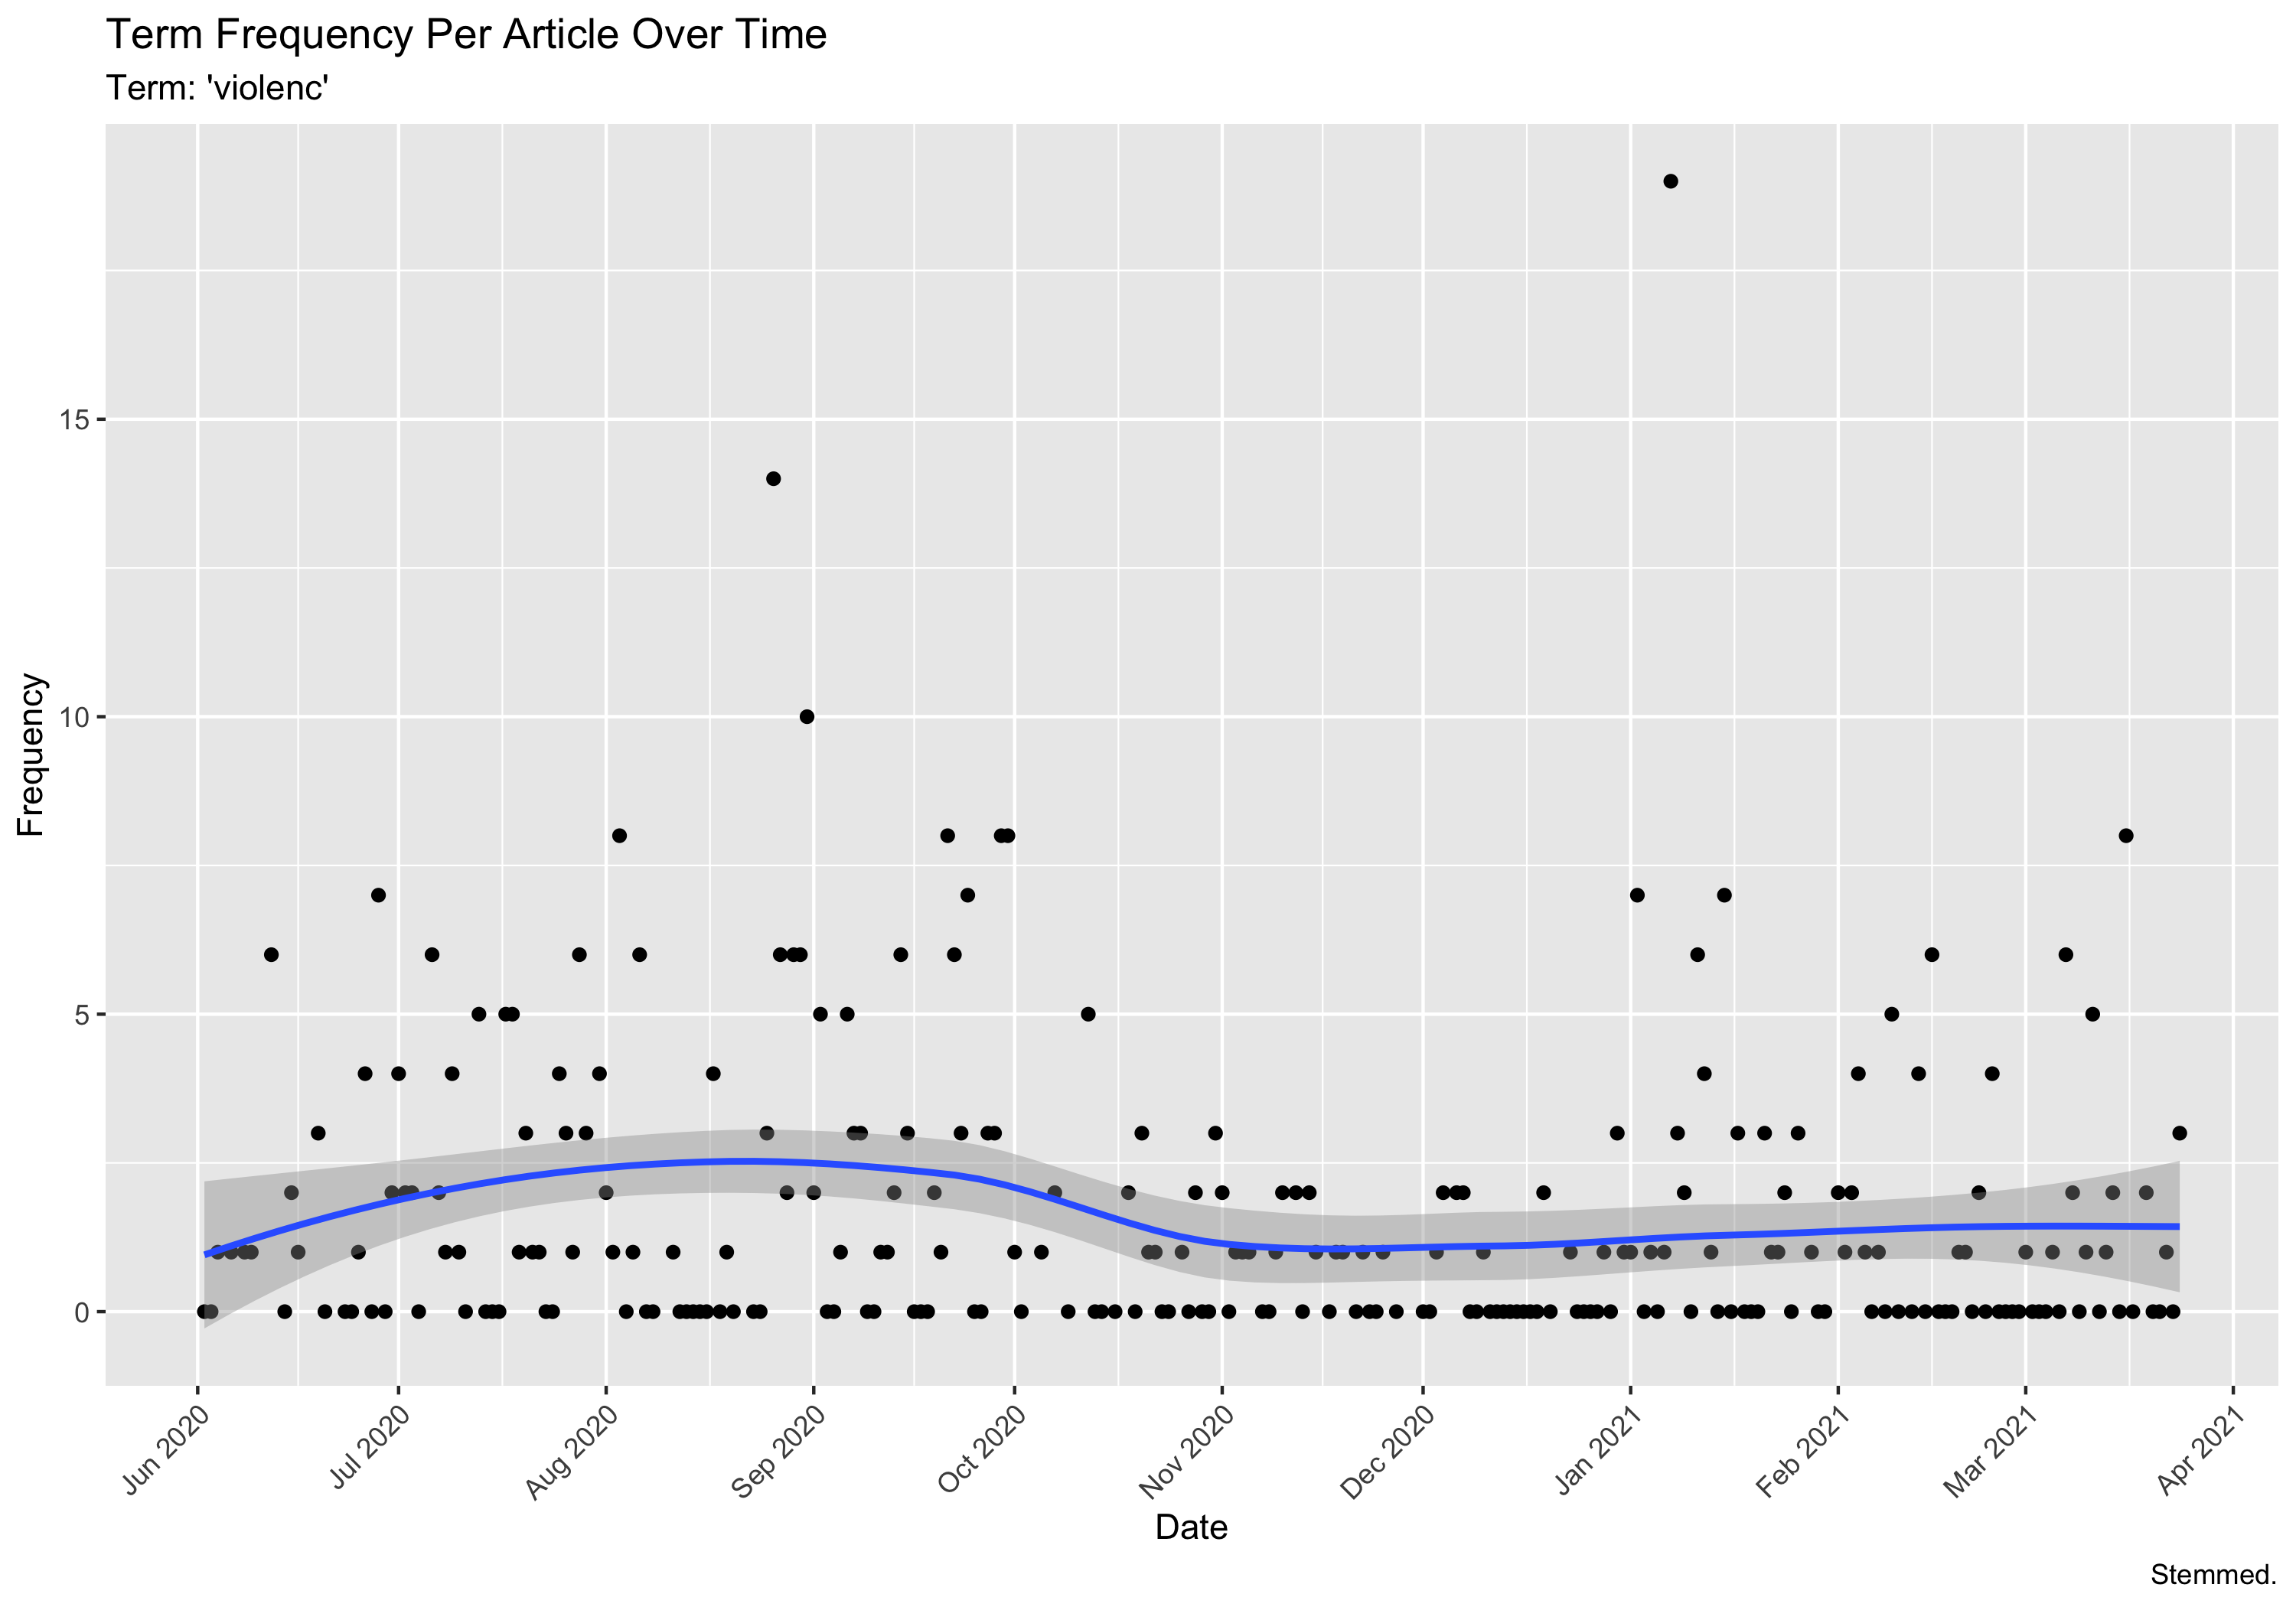 Term Frequency Per Article Over Time
Term: 'violenc'
Frequency
15
10
5
0
Jun 2020
Jul 2020
Aug 2020
Sep 2020
Oct 2020
Nov 2020
Dec 2020
Jan 2021
Feb 2021
Mar 2021
Apr 2021
Date
Stemmed.